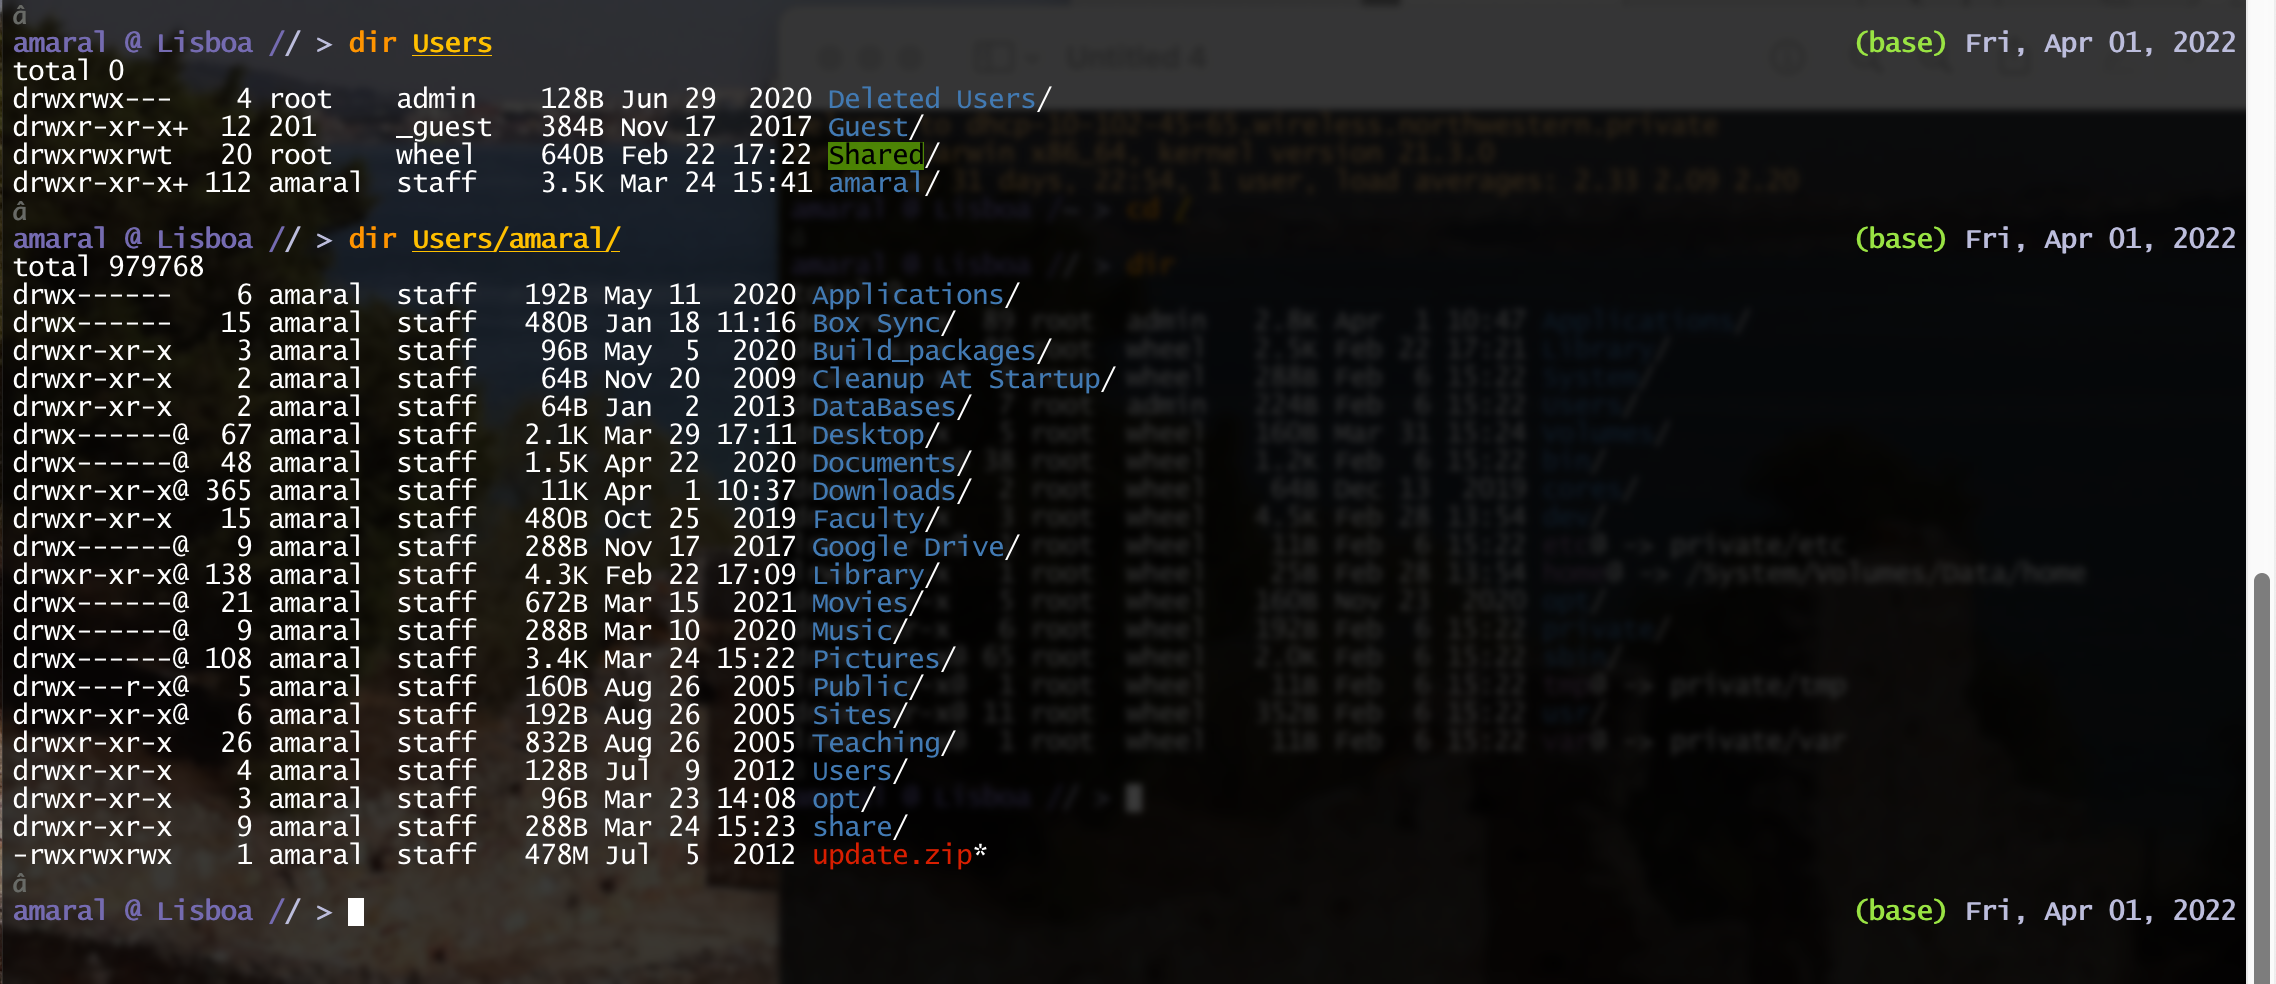 â
amaral @ Lisboa // > dir Users (base) Fri, Apr 01, 2022
total 0
drwxrwx---    4 root    admin    128B Jun 29  2020 Deleted Users/
drwxr-xr-x+  12 201     _guest   384B Nov 17  2017 Guest/
drwxrwxrwt   20 root    wheel    640B Feb 22 17:22 Shared/
drwxr-xr-x+ 112 amaral  staff    3.5K Mar 24 15:41 amaral/
â
amaral @ Lisboa // > dir Users/amaral/ (base) Fri, Apr 01, 2022
total 979768
drwx------    6 amaral  staff   192B May 11  2020 Applications/
drwx------   15 amaral  staff   480B Jan 18 11:16 Box Sync/
drwxr-xr-x    3 amaral  staff    96B May  5  2020 Build_packages/
drwxr-xr-x    2 amaral  staff    64B Nov 20  2009 Cleanup At Startup/
drwxr-xr-x    2 amaral  staff    64B Jan  2  2013 DataBases/
drwx------@  67 amaral  staff   2.1K Mar 29 17:11 Desktop/
drwx------@  48 amaral  staff   1.5K Apr 22  2020 Documents/
drwxr-xr-x@ 365 amaral  staff    11K Apr  1 10:37 Downloads/
drwxr-xr-x   15 amaral  staff   480B Oct 25  2019 Faculty/
drwx------@   9 amaral  staff   288B Nov 17  2017 Google Drive/
drwxr-xr-x@ 138 amaral  staff   4.3K Feb 22 17:09 Library/
drwx------@  21 amaral  staff   672B Mar 15  2021 Movies/
drwx------@   9 amaral  staff   288B Mar 10  2020 Music/
drwx------@ 108 amaral  staff   3.4K Mar 24 15:22 Pictures/
drwx---r-x@   5 amaral  staff   160B Aug 26  2005 Public/
drwxr-xr-x@   6 amaral  staff   192B Aug 26  2005 Sites/
drwxr-xr-x   26 amaral  staff   832B Aug 26  2005 Teaching/
drwxr-xr-x    4 amaral  staff   128B Jul  9  2012 Users/
drwxr-xr-x    3 amaral  staff    96B Mar 23 14:08 opt/
drwxr-xr-x    9 amaral  staff   288B Mar 24 15:23 share/
-rwxrwxrwx    1 amaral  staff   478M Jul  5  2012 update.zip*
â
amaral @ Lisboa // > (base) Fri, Apr 01, 2022